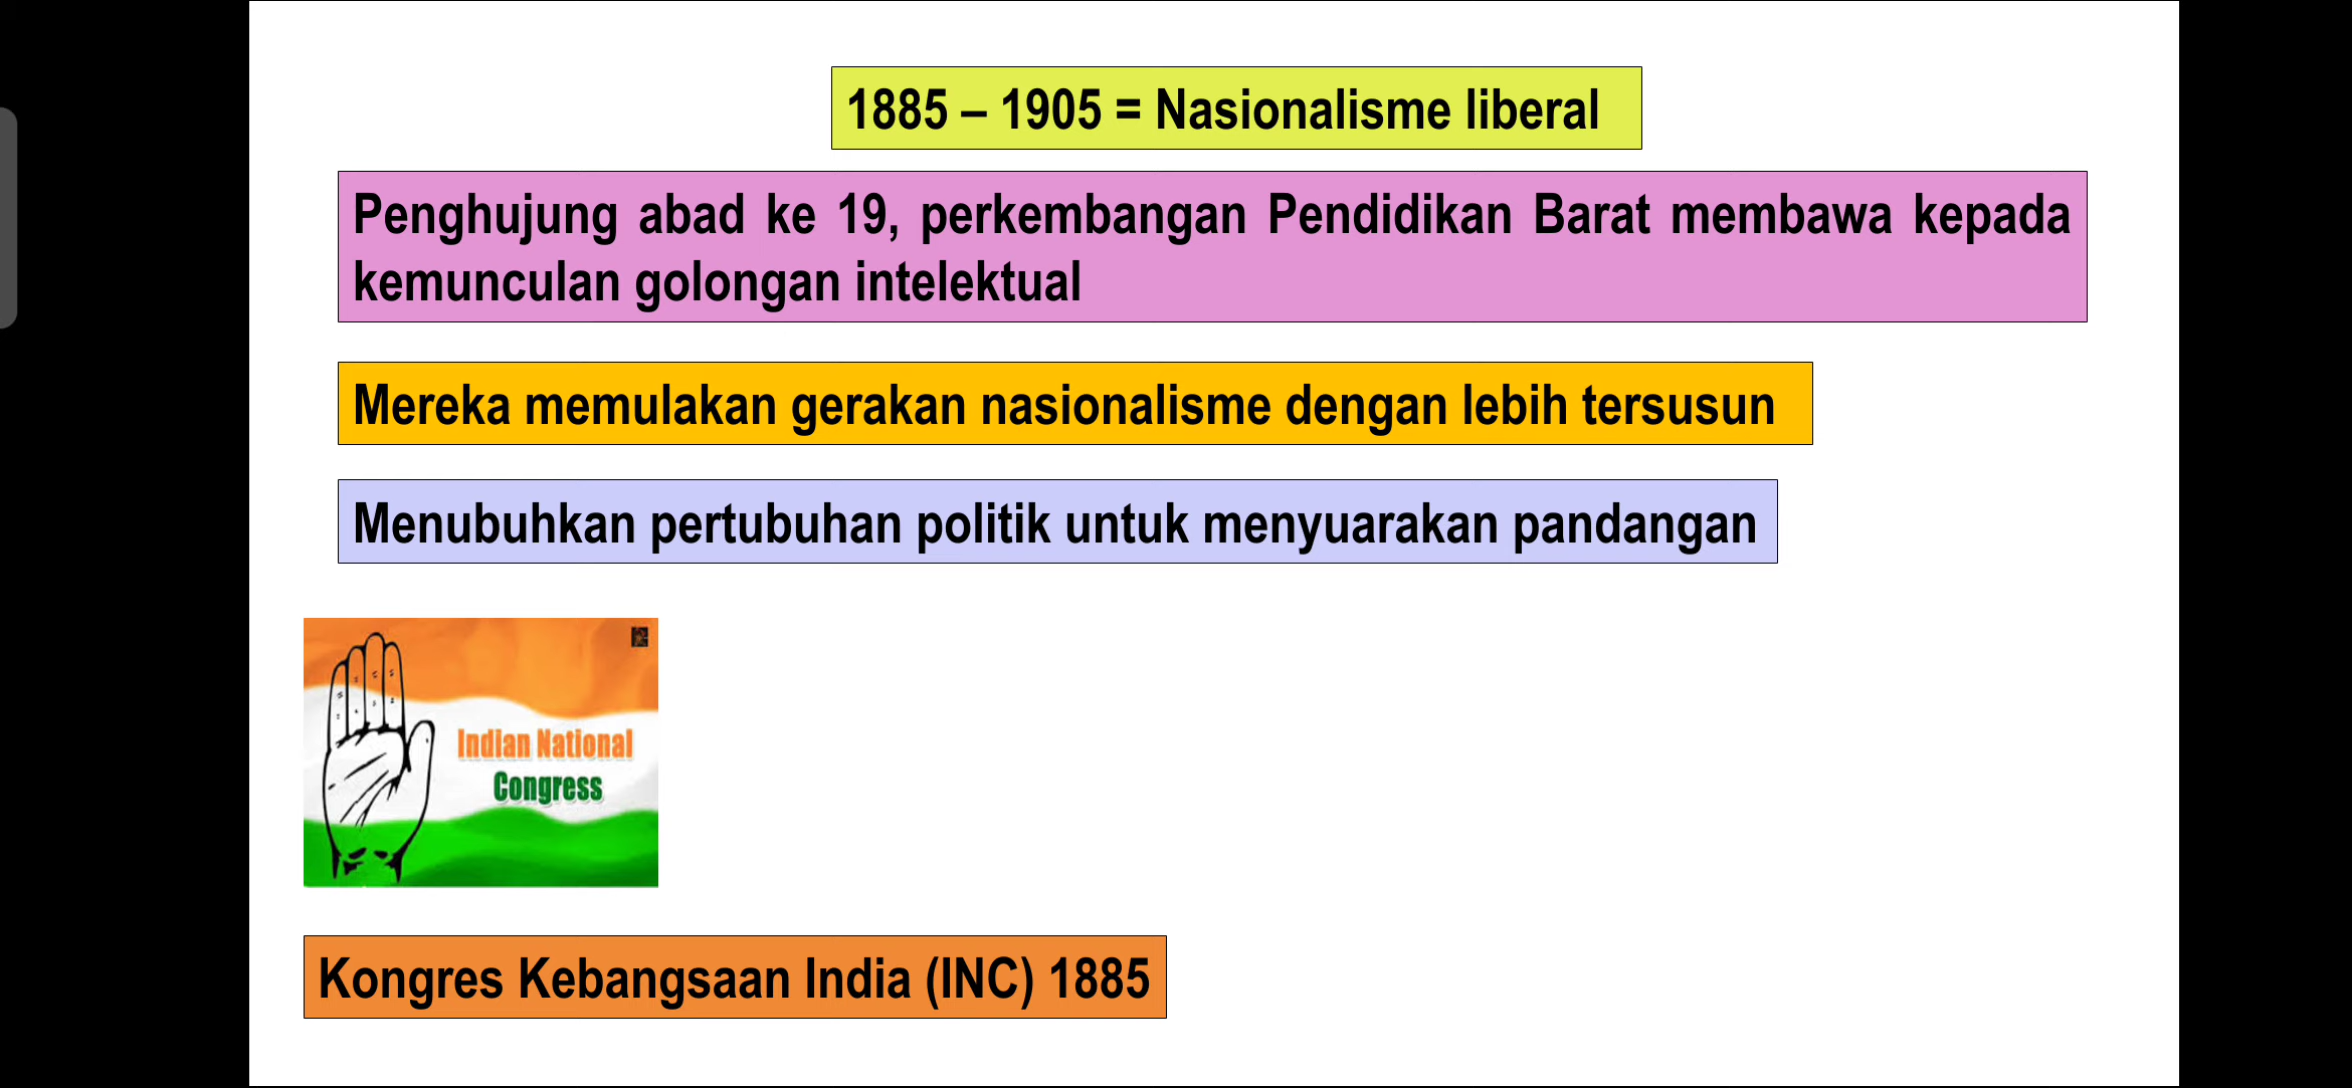 1885 – 1905 = Nasionalisme liberal
Penghujung abad ke 19, perkembangan Pendidikan Barat membawa kepada
kemunculan golongan intelektual
Mereka memulakan gerakan nasionalisme dengan lebih tersusun
Menubuhkan pertubuhan politik untuk menyuarakan pandangan
Indian National
Congress
Kongres Kebangsaan India (INC) 1885